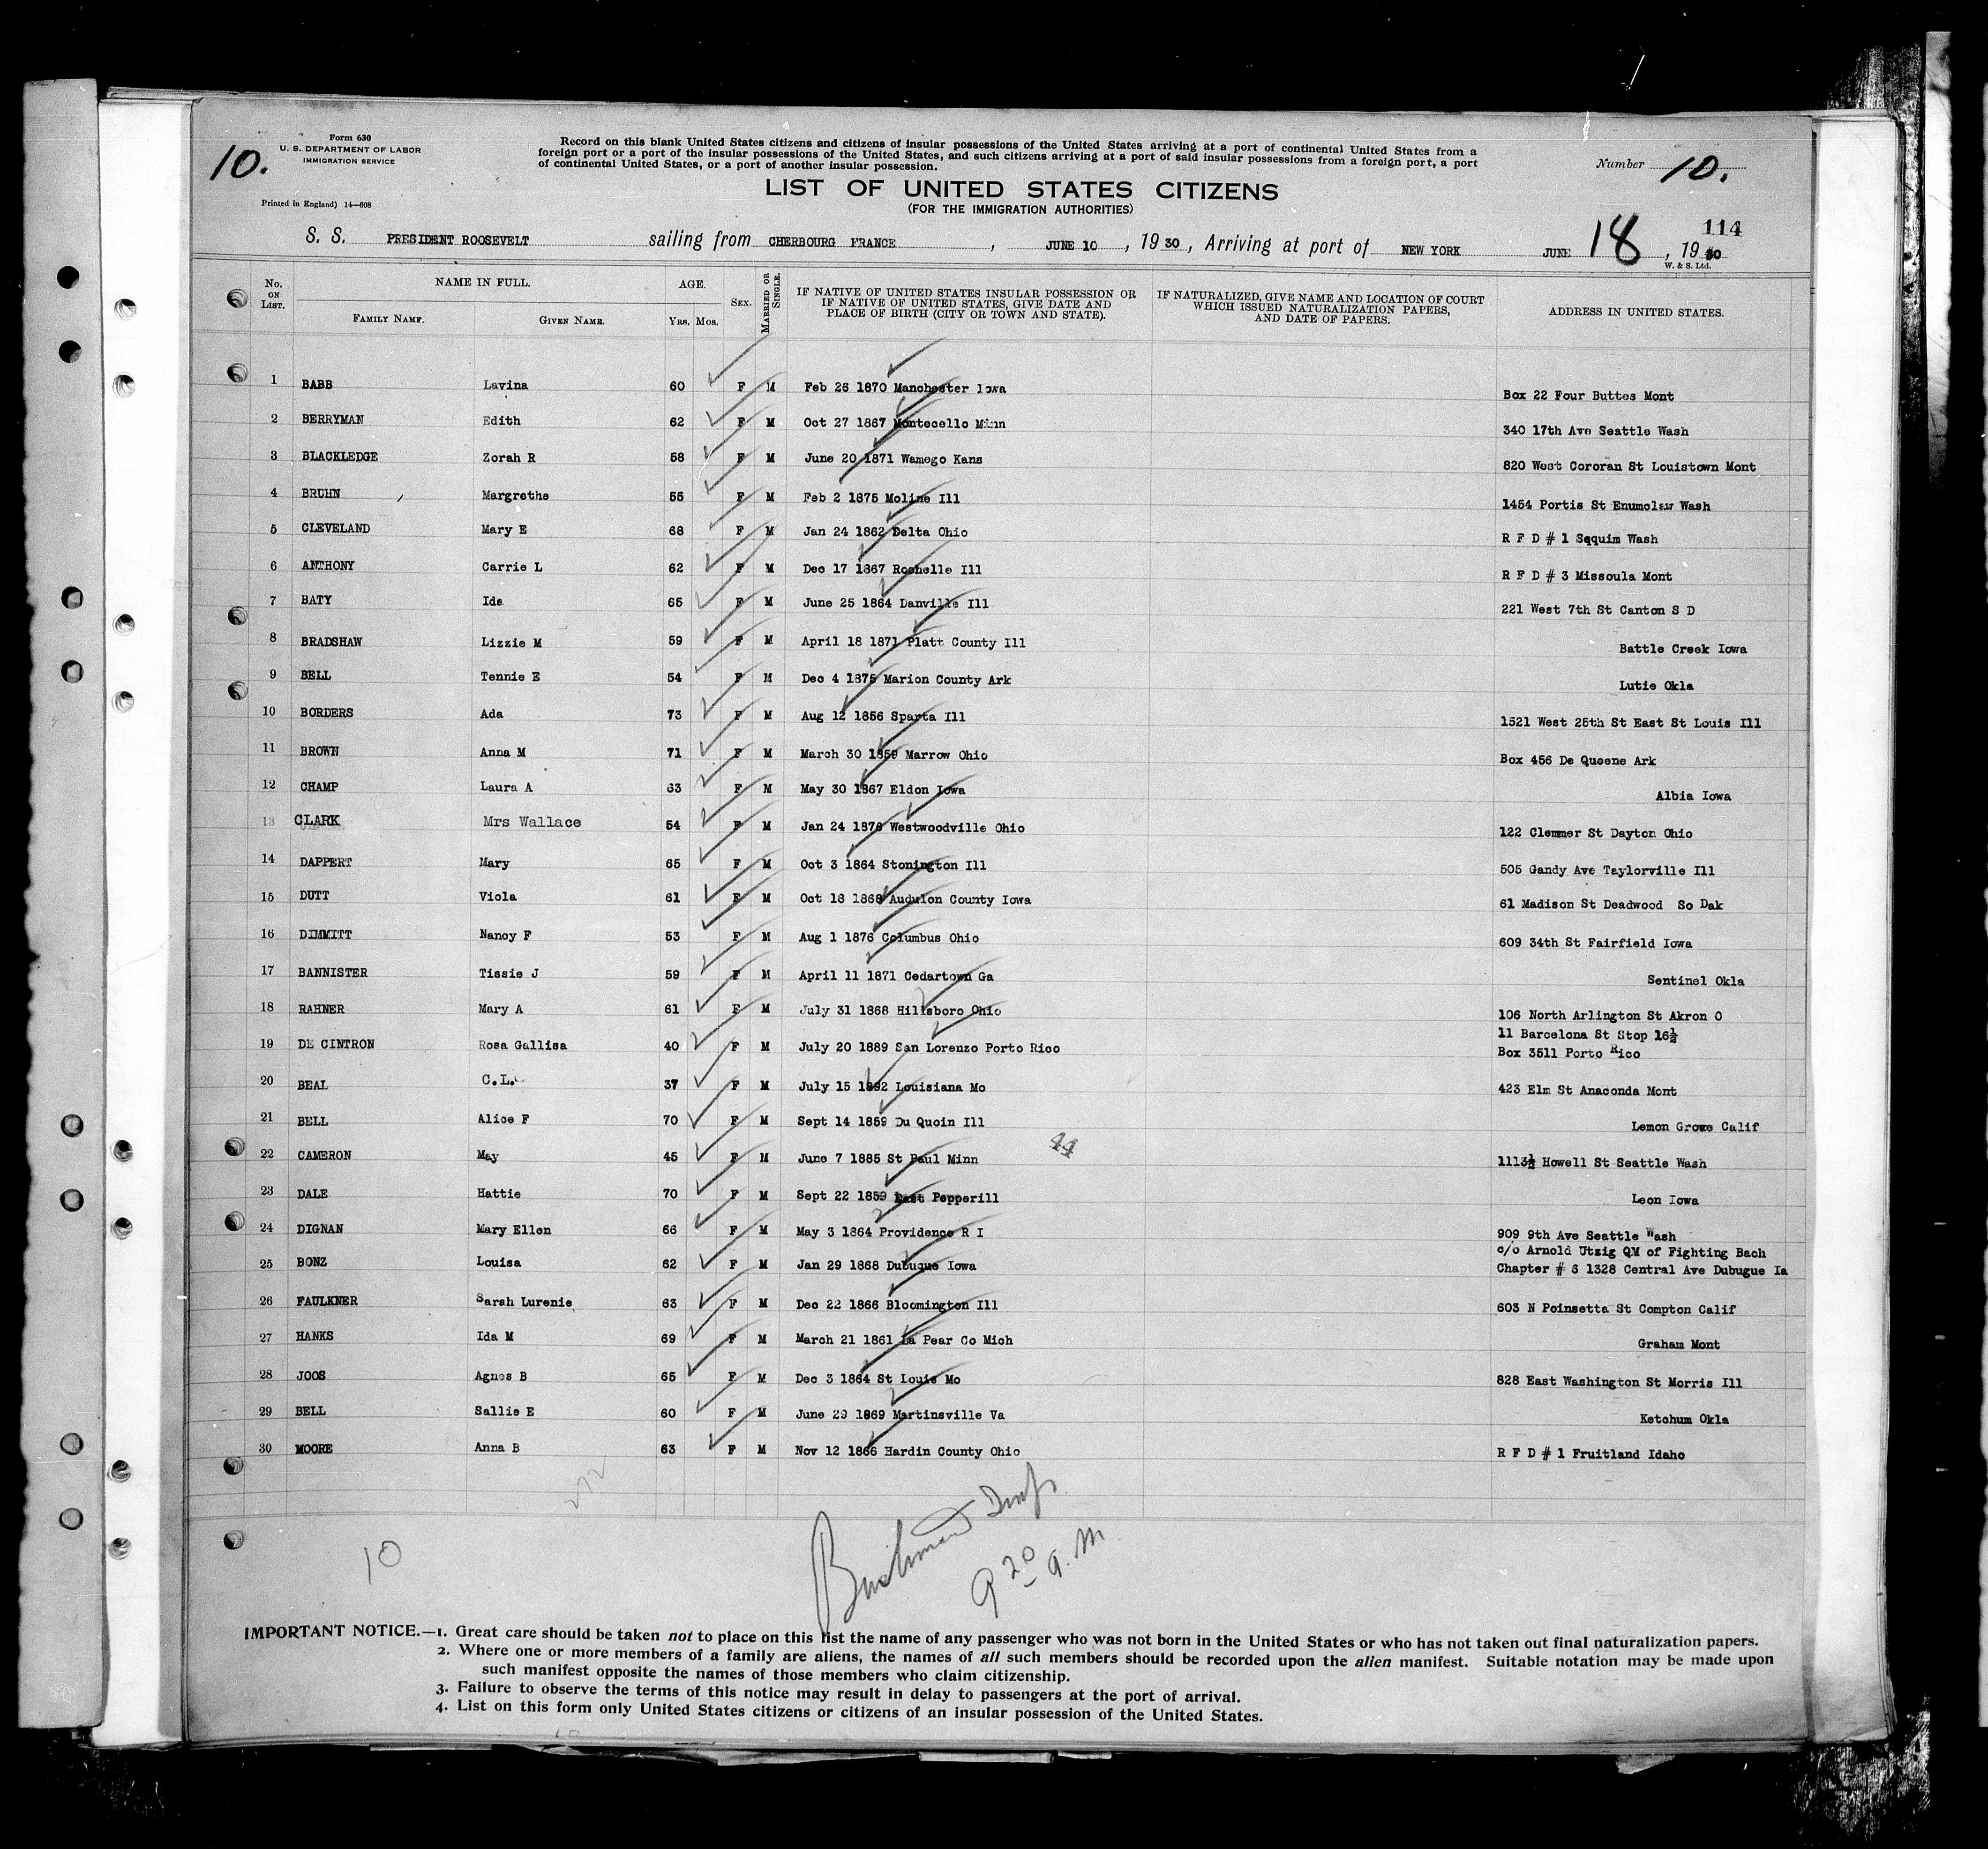 Form 630
U. S. DEPARTMENT OF LABOR
IMMIGRATION SERVICE
10.
Printed in England) 14—608
Record on this blank United States citizens and citizens of insular possessions of the United States arriving at a port of continental United States from a
foreign port or a port of the insular possessions of the United States, and such citizens arriving at a port of said insular possessions from a foreign port, a port
of continental United States, or a port of another insular possession.
Number 10.
LIST OF UNITED STATES CITIZENS
(FOR THE IMMIGRATION AUTHORITIES)
114
S. S. PRESIDENT ROOSEVELT sailing from CHERBOURG FRANCE, JUNE 10, 19 30, Arriving at port of NEW YORK JUNE 18, 19 30
W. & S. Ltd.
No. ON LIST. NAME IN FULL. FAMILY NAME. GIVEN NAME. AGE. YRS. MOS. SEX. MARRIED OR SINGLE. IF NATIVE OF UNITED STATES INSULAR POSSESSION OR IF NATIVE OF UNITED STATES, GIVE DATE AND PLACE OF BIRTH (CITY OR TOWN AND STATE). IF NATURALIZED, GIVE NAME AND LOCATION OF COURT WHICH ISSUED NATURALIZATION PAPERS, AND DATE OF PAPERS. ADDRESS IN UNITED STATES.
1 BABB Lavina 60 F M Feb 26 1870 Manchester Iowa Box 22 Four Buttes Mont
2 BERRYMAN Edith 62 F M Oct 27 1867 Montecello Minn 340 17th Ave Seattle Wash
3 BLACKLEDGE Zorah R 58 F M June 20 1871 Wamego Kans 820 West Cororan St Louistown Mont
4 BRUHN Margrethe 55 F M Feb 2 1875 Moline Ill 1454 Portis St Enumclaw Wash
5 CLEVELAND Mary E 68 F M Jan 24 1862 Delta Ohio R F D # 1 Sequim Wash
6 ANTHONY Carrie L 62 F M Dec 17 1867 Rochelle Ill R F D # 3 Missoula Mont
7 BATY Ida 65 F M June 25 1864 Danville Ill 221 West 7th St Canton S D
8 BRADSHAW Lizzie M 59 F M April 18 1871 Platt County Ill Battle Creek Iowa
9 BELL Tennie E 54 F M Dec 4 1875 Marion County Ark Lutie Okla
10 BORDERS Ada 73 F M Aug 12 1856 Sparta Ill 1521 West 25th St East St Louis Ill
11 BROWN Anna M 71 F M March 30 1859 Marrow Ohio Box 456 De Queene Ark
12 CHAMP Laura A 63 F M May 30 1867 Eldon Iowa Albia Iowa
13 CLARK Mrs Wallace 54 F M Jan 24 1876 Westwoodville Ohio 122 Clemmer St Dayton Ohio
14 DAPPERT Mary 65 F M Oct 3 1864 Stonington Ill 505 Gandy Ave Taylorville Ill
15 DUTT Viola 61 F M Oct 18 1868 Audulon County Iowa 61 Madison St Deadwood So Dak
16 DIMMITT Nancy F 53 F M Aug 1 1876 Columbus Ohio 609 34th St Fairfield Iowa
17 BANNISTER Tissie J 59 F M April 11 1871 Cedartown Ga Sentinel Okla
18 RAHNER Mary A 61 F M July 31 1868 Hillsboro Ohio 106 North Arlington St Akron O
19 DE CINTRON Rosa Gallisa 40 F M July 20 1889 San Lorenzo Porto Rico 11 Barcelona St Stop 16½
Box 3511 Porto Rico
20 BEAL C.L. 37 F M July 15 1892 Louisiana Mo 423 Elm St Anaconda Mont
21 BELL Alice F 70 F M Sept 14 1859 Du Quoin Ill Lemon Growe Calif
22 CAMERON May 45 F M June 7 1885 St Paul Minn 44 1113½ Howell St Seattle Wash
23 DALE Hattie 70 F M Sept 22 1859 East Pepperill Leon Iowa
24 DIGNAN Mary Ellen 66 F M May 3 1864 Providence R I 909 9th Ave Seattle Wash
25 BONZ Louisa 62 F M Jan 29 1868 Dubuque Iowa c/o Arnold Utzig QM of Fighting Bach
Chapter # 6 1328 Central Ave Dubugue Ia
26 FAULKNER Sarah Lurenie 63 F M Dec 22 1866 Bloomington Ill 603 N Poinsetta St Compton Calif
27 HANKS Ida M 69 F M March 21 1861 La Pear Co Mich Graham Mont
28 JOOS Agnes B 65 F M Dec 3 1864 St Louis Mo 828 East Washington St Morris Ill
29 BELL Sallie E 60 F M June 29 1869 Martinsville Va Ketchum Okla
30 MOORE Anna B 63 F M Nov 12 1866 Hardin County Ohio R F D # 1 Fruitland Idaho
10
9 20 a.m.
IMPORTANT NOTICE.—1. Great care should be taken not to place on this list the name of any passenger who was not born in the United States or who has not taken out final naturalization papers.
2. Where one or more members of a family are aliens, the names of all such members should be recorded upon the alien manifest. Suitable notation may be made upon
such manifest opposite the names of those members who claim citizenship.
3. Failure to observe the terms of this notice may result in delay to passengers at the port of arrival.
4. List on this form only United States citizens or citizens of an insular possession of the United States.